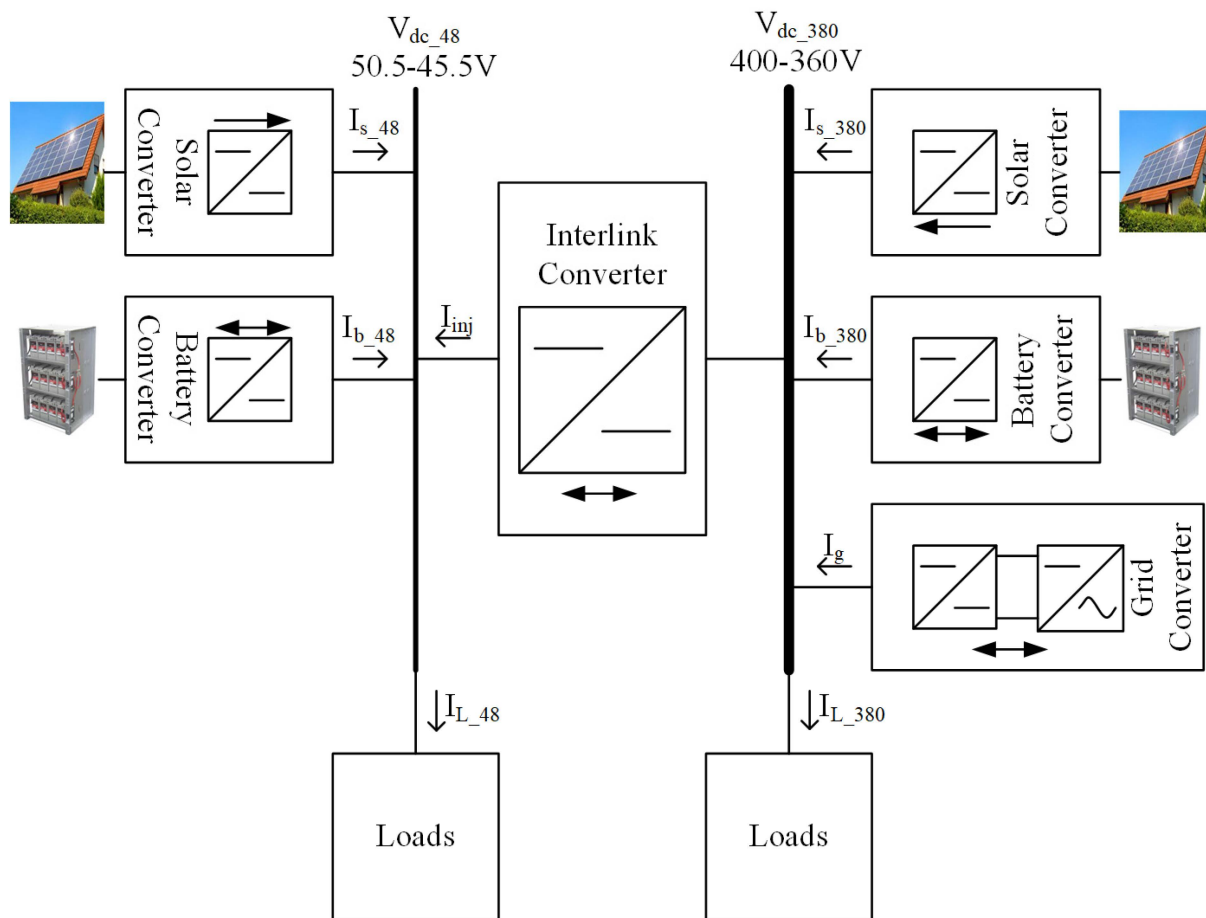 V_dc_48
50.5-45.5V
V_dc_380
400-360V
Solar
Converter
I_s_48
I_s_380
Solar
Converter
Interlink
Converter
Battery
Converter
I_b_48
I_inj
I_b_380
Battery
Converter
I_g
Grid
Converter
I_L_48
I_L_380
Loads
Loads